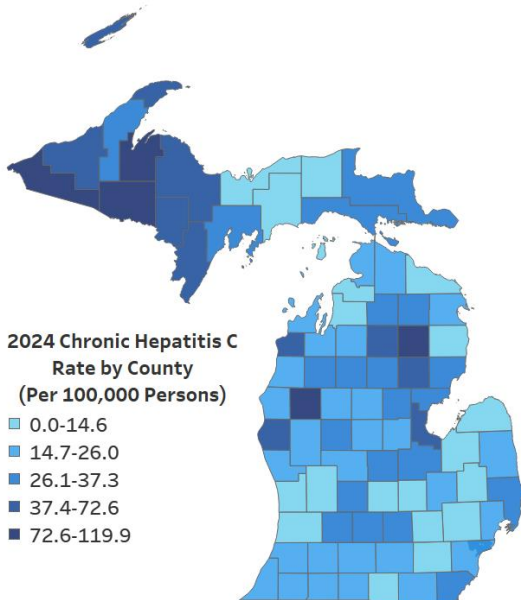 2024 Chronic Hepatitis C
Rate by County
(Per 100,000 Persons)
0.0-14.6
14.7-26.0
26.1-37.3
37.4-72.6
72.6-119.9